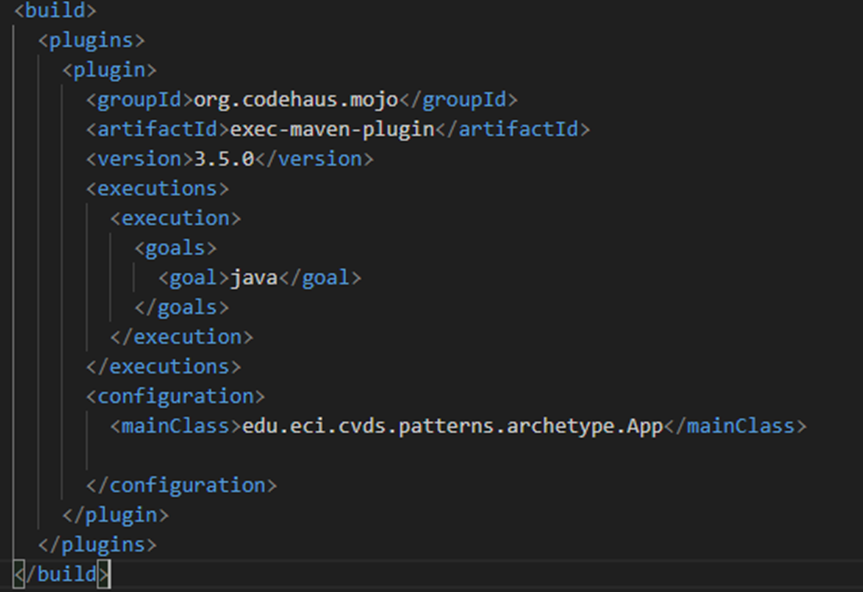 <build>
<plugins>
<plugin>
<groupId>org.codehaus.mojo</groupId>
<artifactId>exec-maven-plugin</artifactId>
<version>3.5.0</version>
<executions>
<execution>
<goals>
<goal>java</goal>
</goals>
</execution>
</executions>
<configuration>
<mainClass>edu.eci.cvds.patterns.archetype.App</mainClass>
</configuration>
</plugin>
</plugins>
</build>